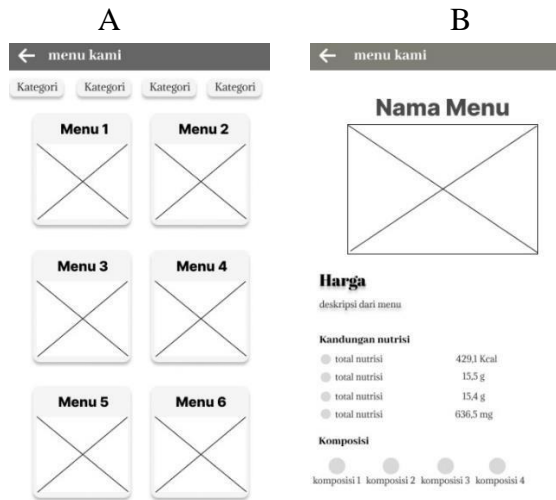 A
menu kami
Kategori Kategori Kategori Kategori
Menu 1 Menu 2
Menu 3 Menu 4
Menu 5 Menu 6
B
menu kami
Nama Menu
Harga
deskripsi dari menu
Kandungan nutrisi
total nutrisi 429,1 Kcal
total nutrisi 15,5 g
total nutrisi 15,4 g
total nutrisi 636,5 mg
Komposisi
komposisi 1 komposisi 2 komposisi 3 komposisi 4